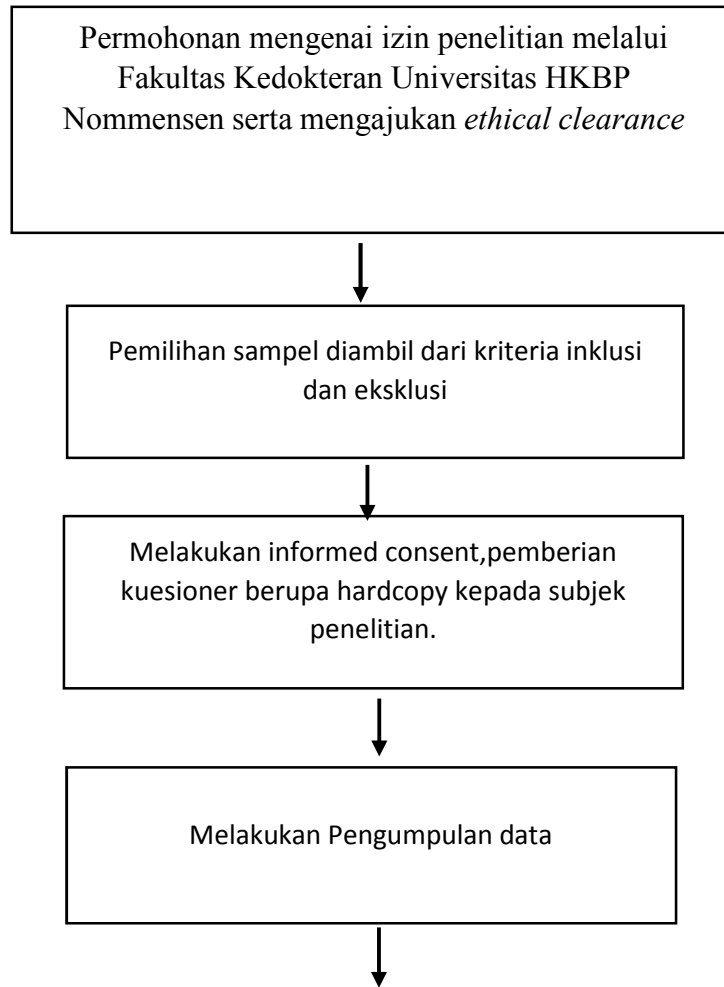 Permohonan mengenai izin penelitian melalui
Fakultas Kedokteran Universitas HKBP
Nommensen serta mengajukan ethical clearance
Pemilihan sampel diambil dari kriteria inklusi
dan eksklusi
Melakukan informed consent,pemberian
kuesioner berupa hardcopy kepada subjek
penelitian.
Melakukan Pengumpulan data